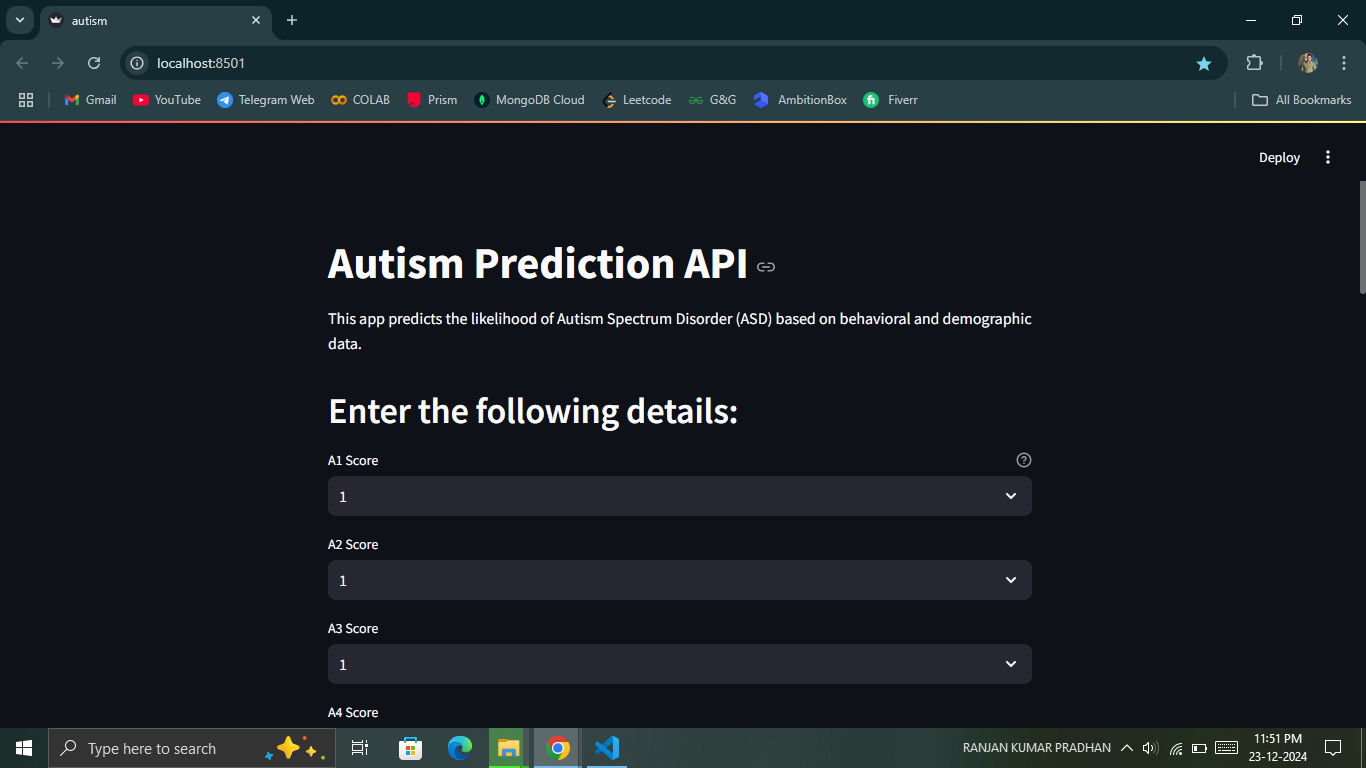 autism
localhost:8501
Gmail YouTube Telegram Web COLAB Prism MongoDB Cloud Leetcode G&G AmbitionBox Fiverr All Bookmarks
Deploy
Autism Prediction API
This app predicts the likelihood of Autism Spectrum Disorder (ASD) based on behavioral and demographic
data.
Enter the following details:
A1 Score
1
A2 Score
1
A3 Score
1
A4 Score
Type here to search
RANJAN KUMAR PRADHAN
11:51 PM
23-12-2024